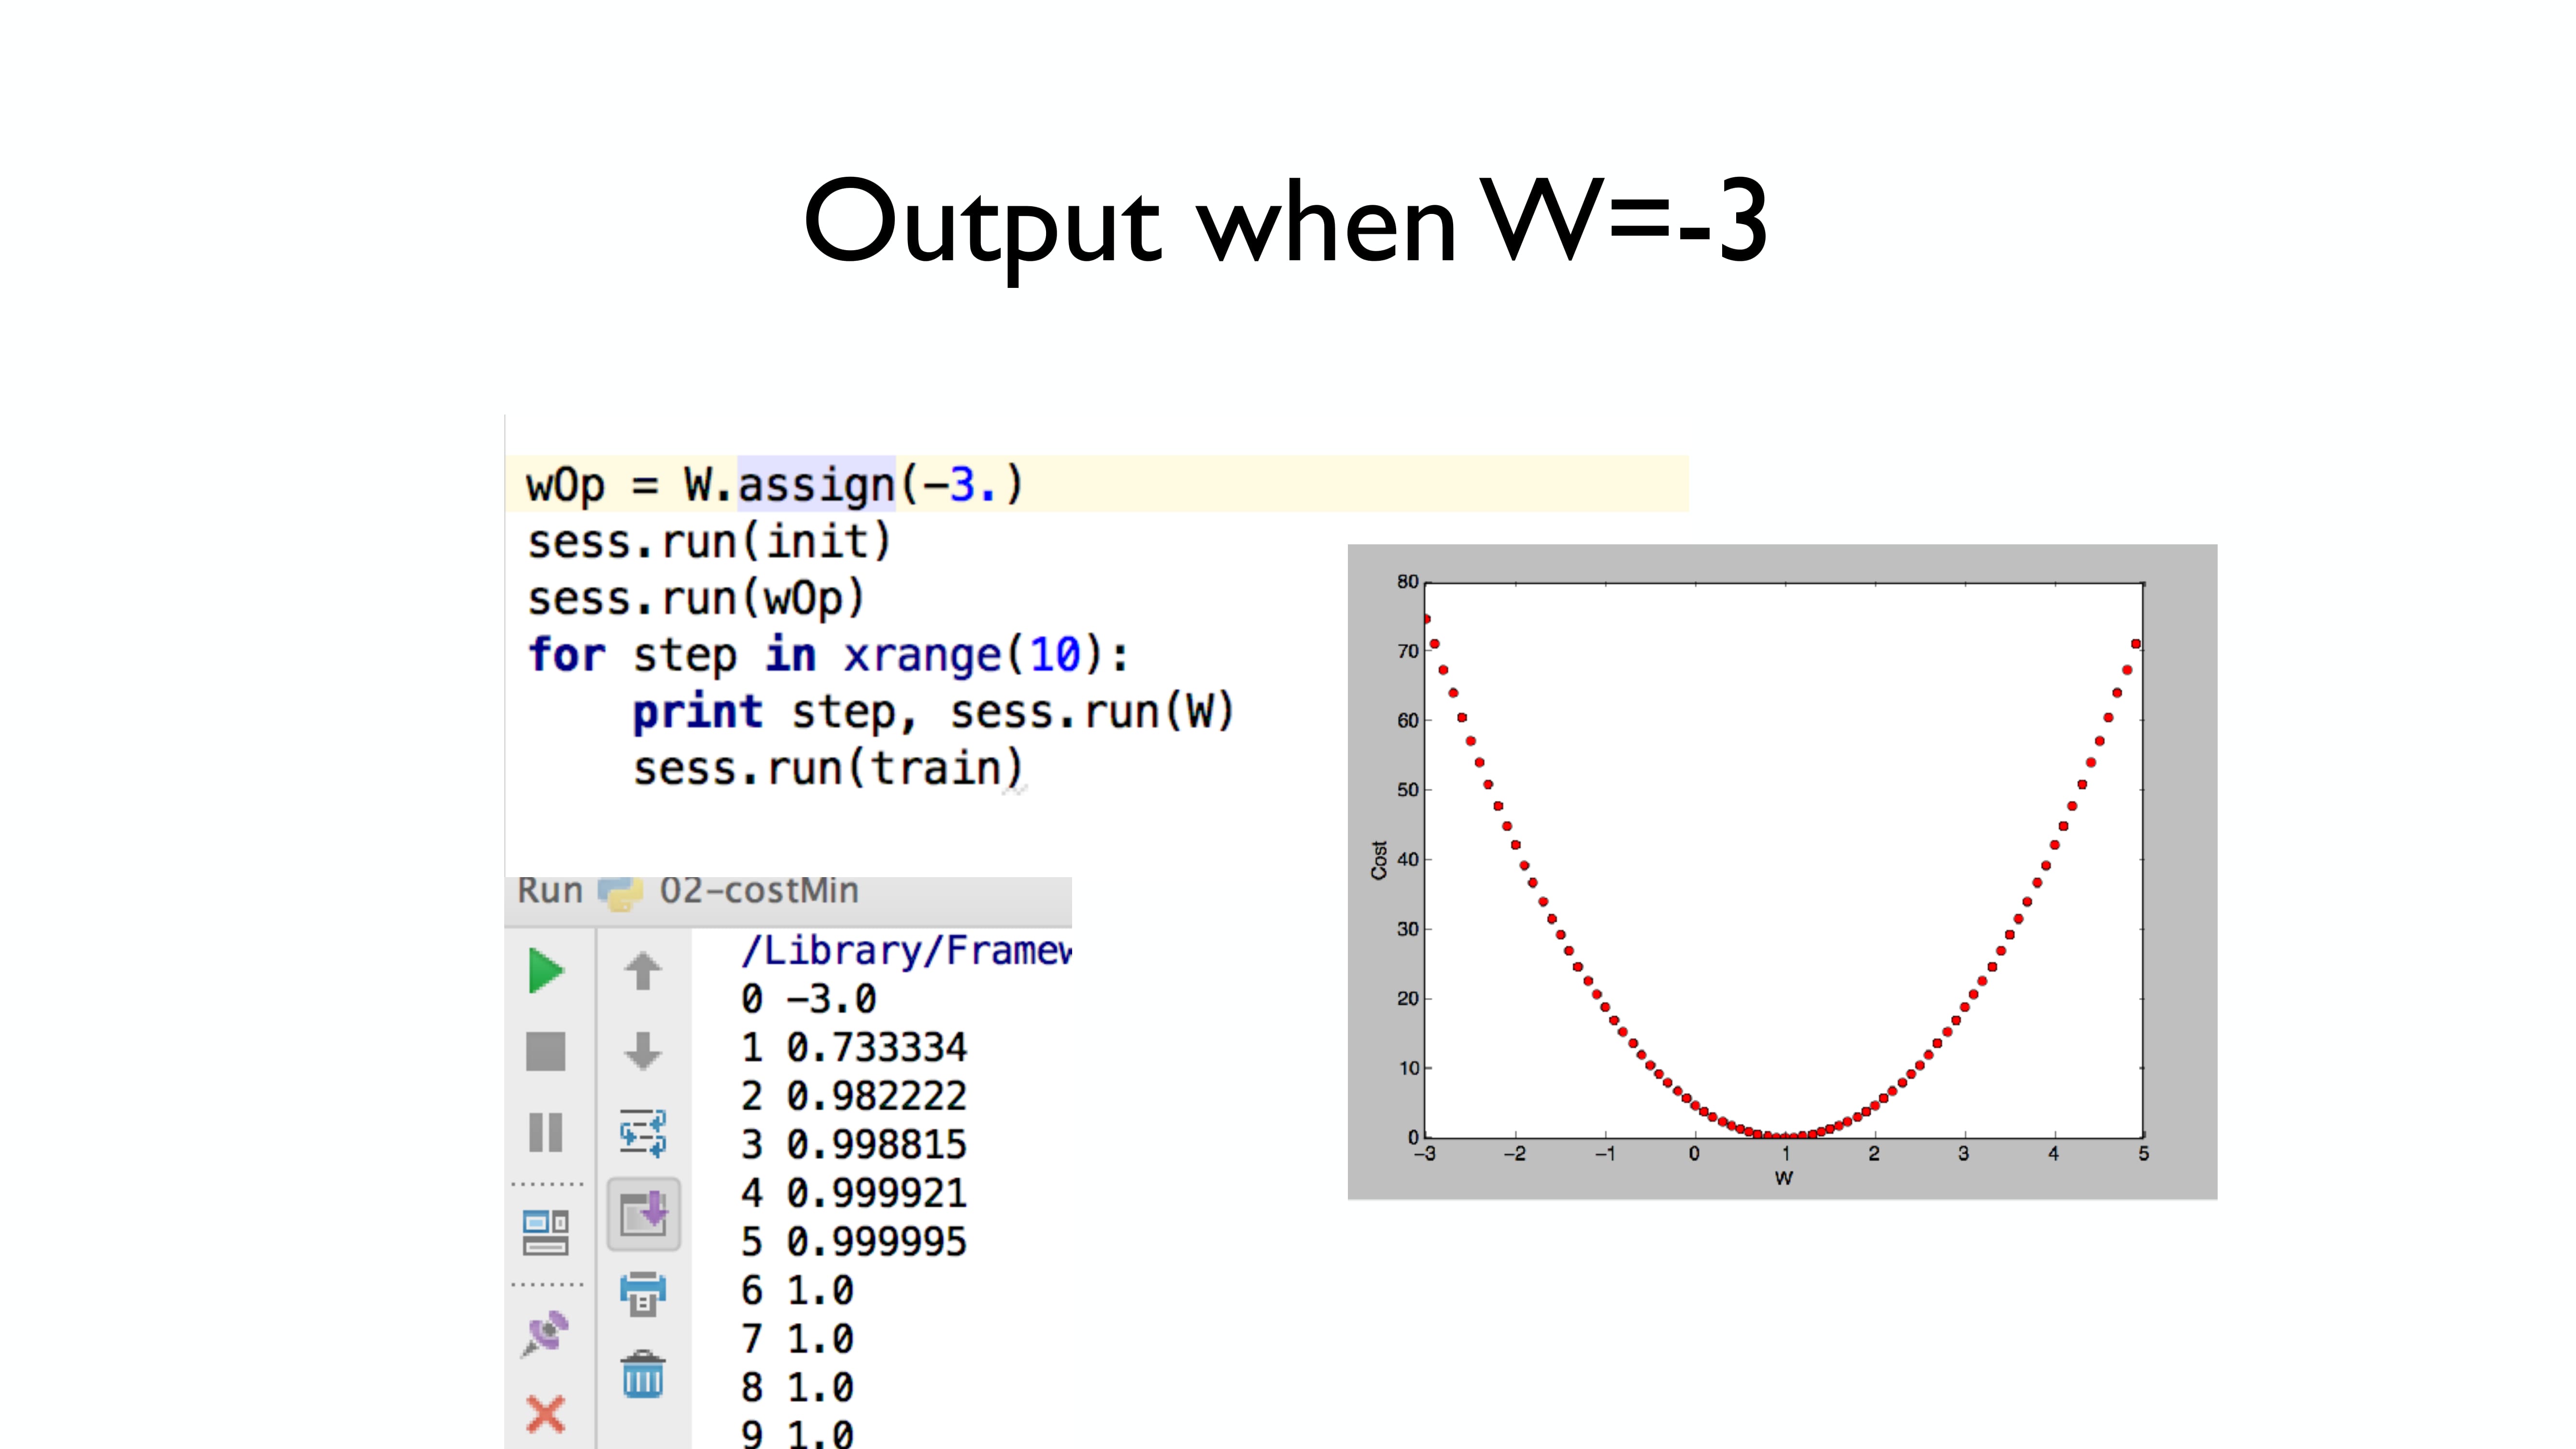 Output when W=-3
wOp = W.assign(-3.)
sess.run(init)
sess.run(wOp)
for step in xrange(10):
    print step, sess.run(W)
    sess.run(train)
Run 02-costMin
/Library/Framew
0 -3.0
1 0.733334
2 0.982222
3 0.998815
4 0.999921
5 0.999995
6 1.0
7 1.0
8 1.0
9 1.0
80
70
60
50
40
30
20
10
0
Cost
-3 -2 -1 0 1 2 3 4 5
W